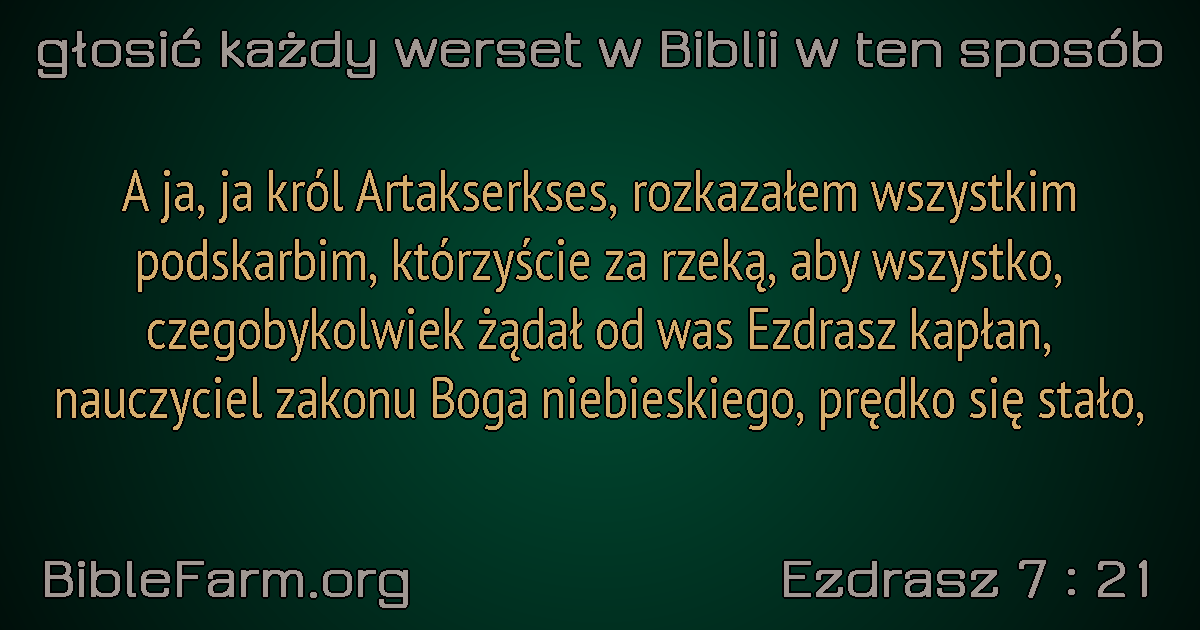 głosić każdy werset w Biblii w ten sposób
A ja, ja król Artakserkses, rozkazałem wszystkim
podskarbim, którzyście za rzeką, aby wszystko,
czegobykolwiek żądał od was Ezdrasz kapłan,
nauczyciel zakonu Boga niebieskiego, prędko się stało,
BibleFarm.org
Ezdrasz 7 : 21